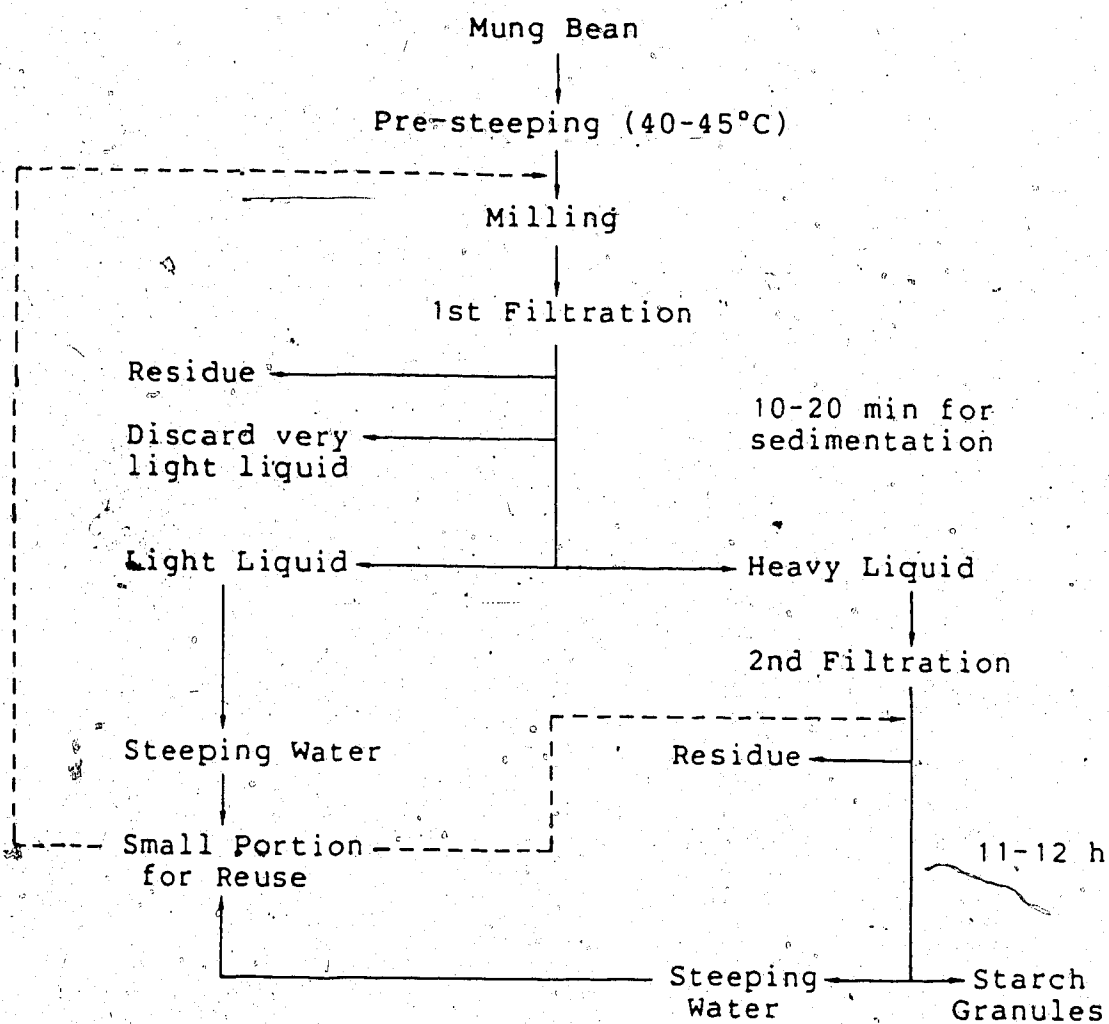 Mung Bean
Pre-steeping (40-45°C)
Milling
1st Filtration
Residue
10-20 min for
sedimentation
Discard very
light liquid
Light Liquid
Heavy Liquid
2nd Filtration
Steeping Water
Residue
Small Portion
for Reuse
11-12 h
Steeping
Water
Starch
Granules